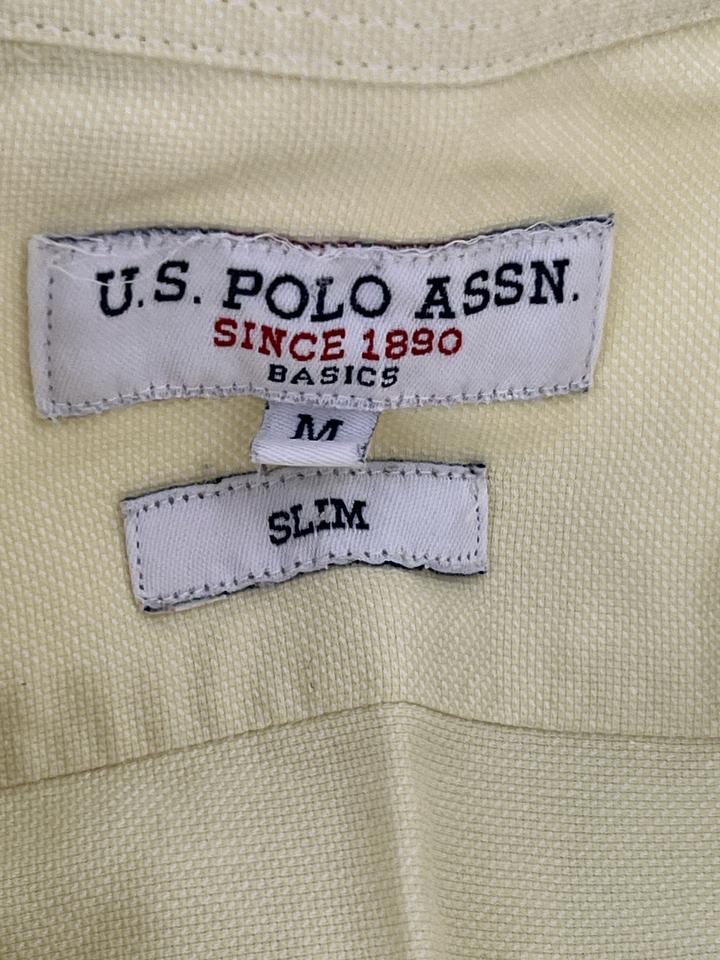 U.S. POLO ASSN.
SINCE 1890
BASICS
M
SLIM